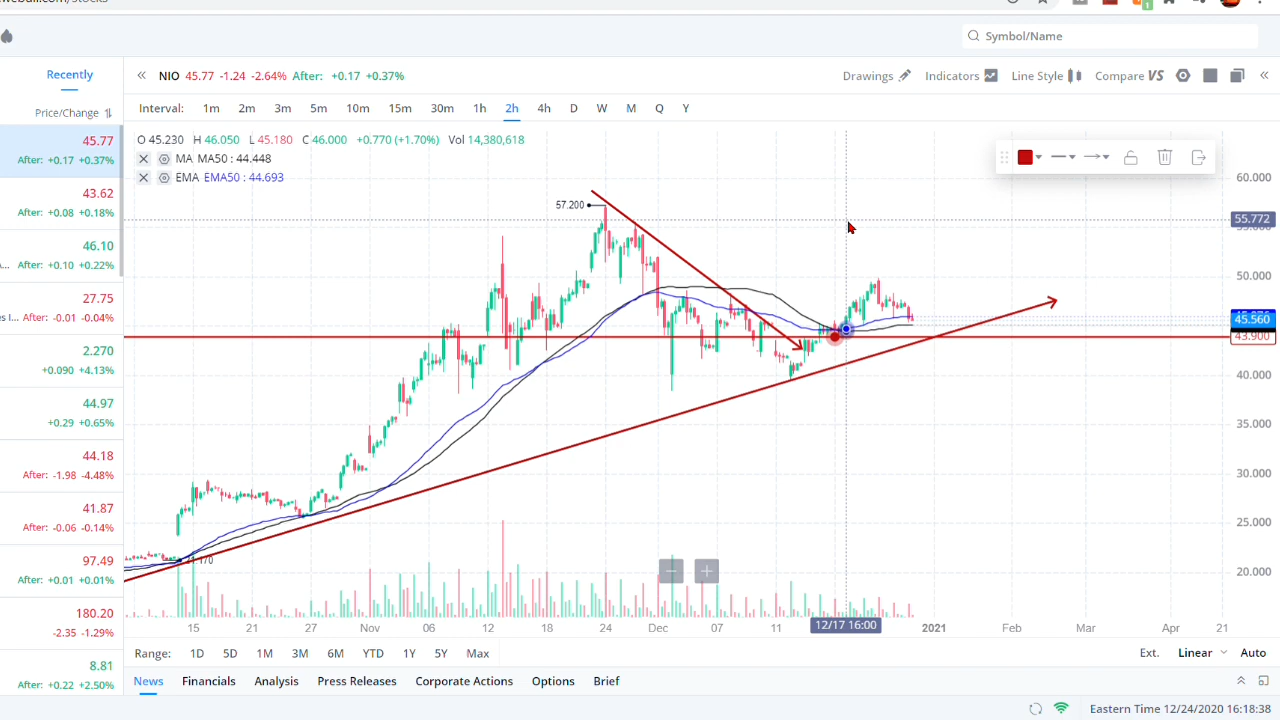 Symbol/Name
Recently
NIO 45.77 -1.24 -2.64% After: +0.17 +0.37%
Drawings Indicators Line Style Compare VS
Price/Change
Interval: 1m 2m 3m 5m 10m 15m 30m 1h 2h 4h D W M Q Y
O 45.230 H 46.050 L 45.180 C 46.000 +0.770 (+1.70%) Vol 14,380,618
MA MA50 : 44.448
EMA EMA50 : 44.693
45.77
After: +0.17 +0.37%
43.62
After: +0.08 +0.18%
46.10
After: +0.10 +0.22%
27.75
After: -0.01 -0.04%
2.270
+0.090 +4.13%
44.97
+0.29 +0.65%
44.18
After: -1.98 -4.48%
41.87
After: -0.06 -0.14%
97.49
After: +0.01 +0.01%
180.20
-2.35 -1.29%
8.81
After: +0.22 +2.50%
57.200
60.000
55.772
50.000
45.560
43.900
40.000
35.000
30.000
25.000
20.000
15 21 27 Nov 06 12 18 24 Dec 07 11 12/17 16:00 2021 Feb Mar Apr 21
Range: 1D 5D 1M 3M 6M YTD 1Y 5Y Max
Ext. Linear Auto
News Financials Analysis Press Releases Corporate Actions Options Brief
Eastern Time 12/24/2020 16:18:38